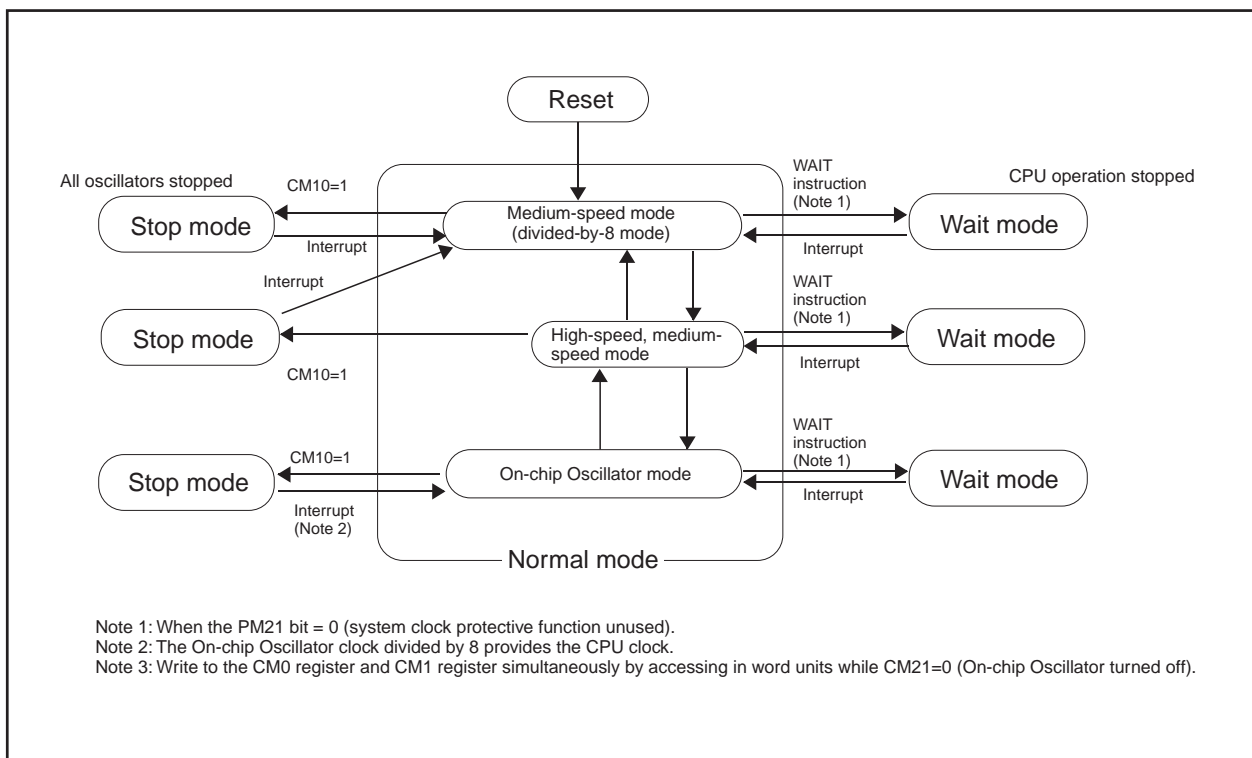 Reset
All oscillators stopped
CM10=1
WAIT
instruction
(Note 1)
CPU operation stopped
Stop mode
Interrupt
Medium-speed mode
(divided-by-8 mode)
Interrupt
Wait mode
Interrupt
Stop mode
CM10=1
High-speed, medium-
speed mode
WAIT
instruction
(Note 1)
Interrupt
Wait mode
Stop mode
CM10=1
Interrupt
(Note 2)
On-chip Oscillator mode
WAIT
instruction
(Note 1)
Interrupt
Wait mode
Normal mode
Note 1: When the PM21 bit = 0 (system clock protective function unused).
Note 2: The On-chip Oscillator clock divided by 8 provides the CPU clock.
Note 3: Write to the CM0 register and CM1 register simultaneously by accessing in word units while CM21=0 (On-chip Oscillator turned off).